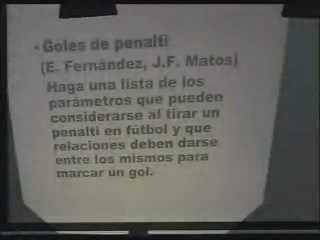 • Goles de penalti
(E. Fernández, J.F. Matos)
Haga una lista de los
parámetros que pueden
considerarse al tirar un
penalti en fútbol y que
relaciones deben darse
entre los mismos para
marcar un gol.